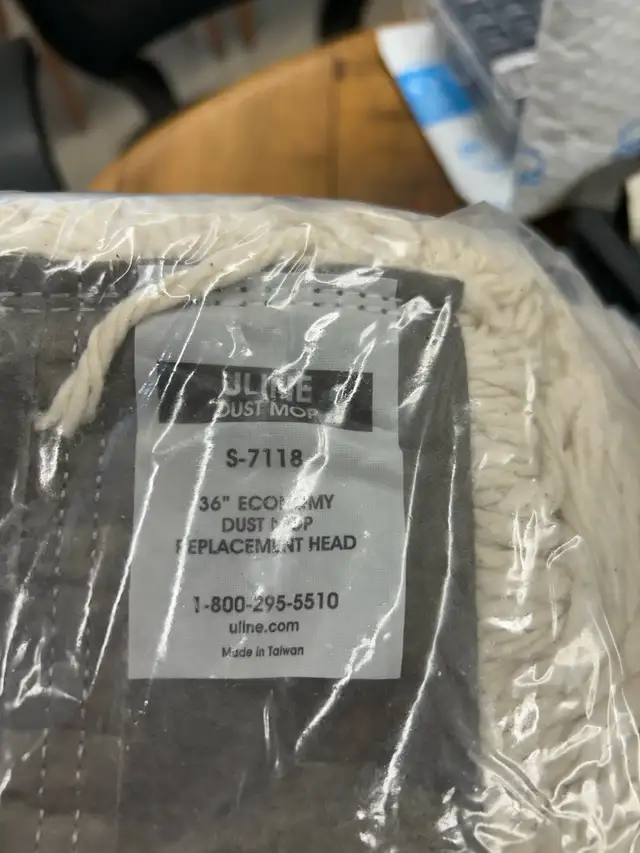 ULINE
DUST MOP
S-7118
36" ECONOMY
DUST MOP
REPLACEMENT HEAD
1-800-295-5510
uline.com
Made in Taiwan